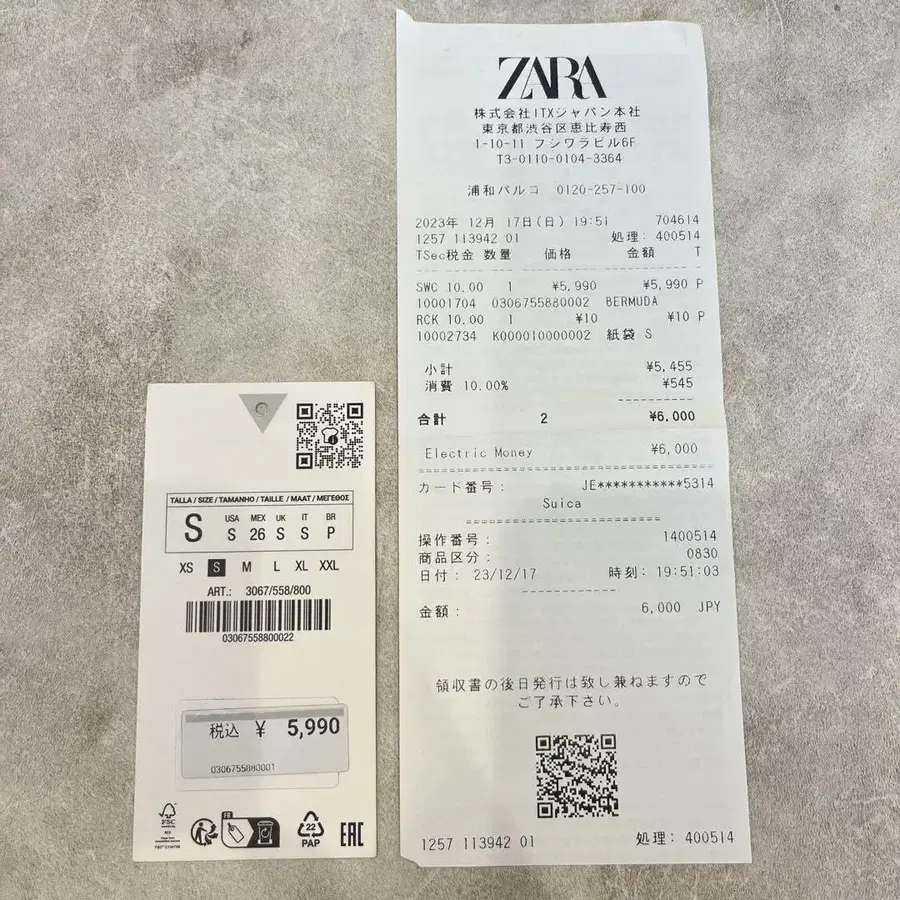 TALLA / SIZE / TAMANHO / TAILLE / MAAT / ΜΕΓΕΘΟΣ
S
USA MEX UK IT BR
S 26 S S P
XS S M L XL XXL
ART.: 3067/558/800
03067558800022
税込 ¥ 5,990
0306755880001
FSC
FR
22
PAP
EAC
ZARA
株式会社ITXジャパン本社
東京都渋谷区恵比寿西
1-10-11 フジワラビル6F
T3-0110-0104-3364
浦和パルコ 0120-257-100
2023年 12月 17日(日) 19:51 704614
1257 113942 01 処理: 400514
TSec税金 数量 価格 金額 T
SWC 10.00 1 ¥5,990 ¥5,990 P
10001704 0306755880002 BERMUDA
RCK 10.00 1 ¥10 ¥10 P
10002734 K000010000002 紙袋 S
小計 ¥5,455
消費 10.00% ¥545
合計 2 ¥6,000
Electric Money ¥6,000
カード番号: JE***********5314
Suica
操作番号: 1400514
商品区分: 0830
日付: 23/12/17 時刻: 19:51:03
金額: 6,000 JPY
領収書の後日発行は致し兼ねますので
ご了承下さい。
1257 113942 01 処理: 400514